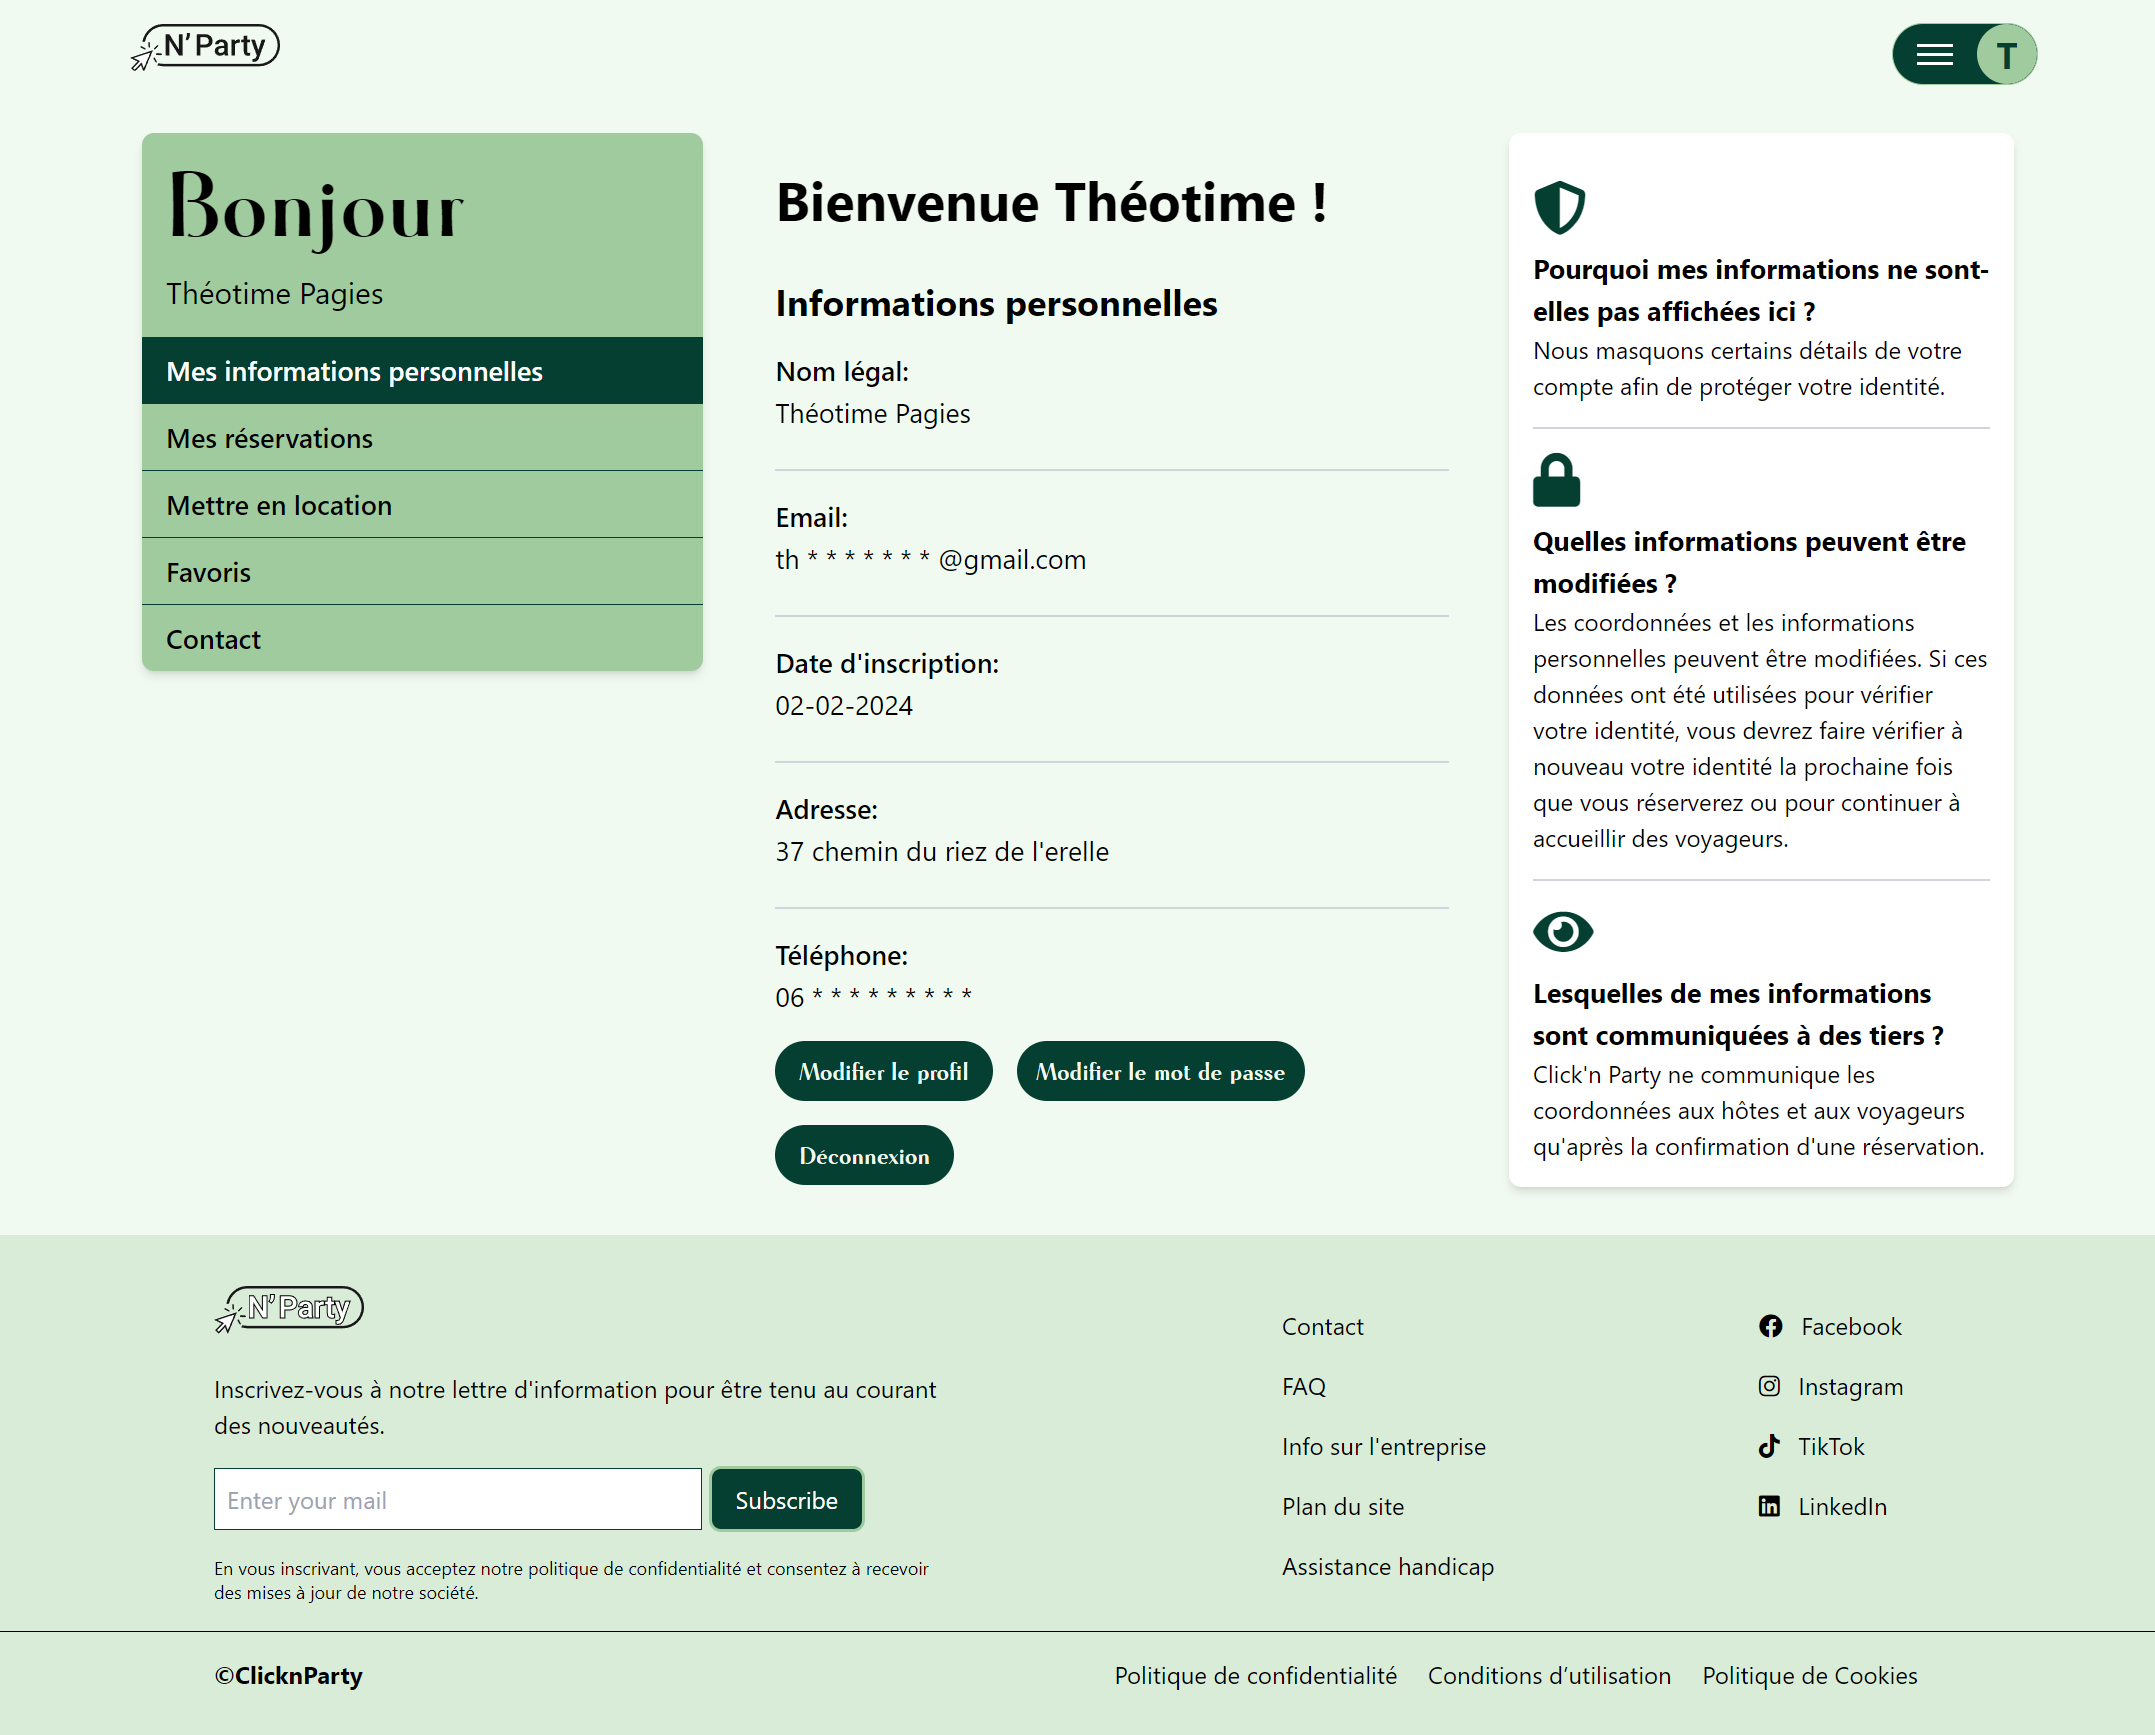 N' Party
T
Bonjour
Théotime Pagies
Mes informations personnelles
Mes réservations
Mettre en location
Favoris
Contact
Bienvenue Théotime !
Informations personnelles
Nom légal:
Théotime Pagies
Email:
th * * * * * * * @gmail.com
Date d'inscription:
02-02-2024
Adresse:
37 chemin du riez de l'erelle
Téléphone:
06 * * * * * * * * *
Modifier le profil
Modifier le mot de passe
Déconnexion
Pourquoi mes informations ne sont-
elles pas affichées ici ?
Nous masquons certains détails de votre
compte afin de protéger votre identité.
Quelles informations peuvent être
modifiées ?
Les coordonnées et les informations
personnelles peuvent être modifiées. Si ces
données ont été utilisées pour vérifier
votre identité, vous devrez faire vérifier à
nouveau votre identité la prochaine fois
que vous réserverez ou pour continuer à
accueillir des voyageurs.
Lesquelles de mes informations
sont communiquées à des tiers ?
Click'n Party ne communique les
coordonnées aux hôtes et aux voyageurs
qu'après la confirmation d'une réservation.
N' Party
Inscrivez-vous à notre lettre d'information pour être tenu au courant
des nouveautés.
Enter your mail
Subscribe
En vous inscrivant, vous acceptez notre politique de confidentialité et consentez à recevoir
des mises à jour de notre société.
Contact
FAQ
Info sur l'entreprise
Plan du site
Assistance handicap
Facebook
Instagram
TikTok
LinkedIn
©ClicknParty
Politique de confidentialité
Conditions d’utilisation
Politique de Cookies